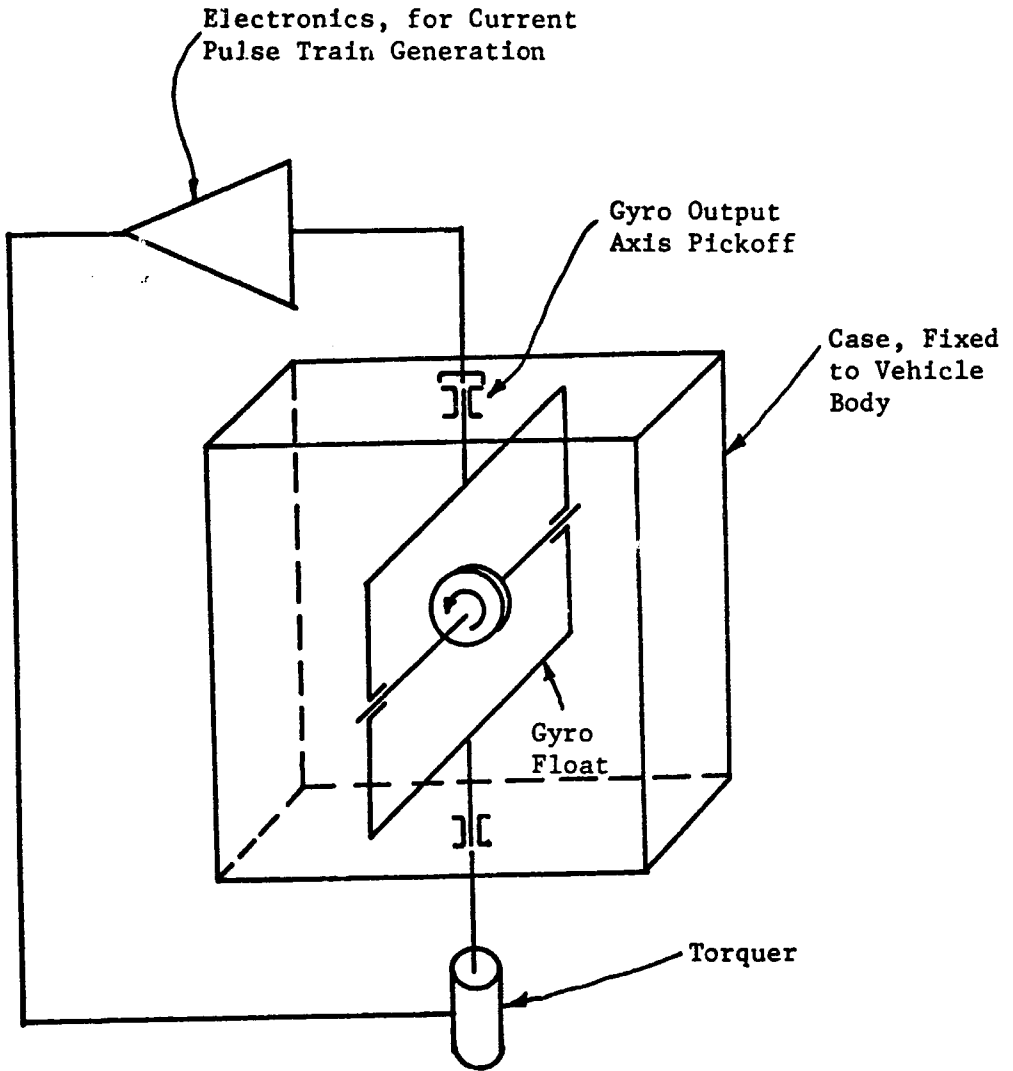 Electronics, for Current
Pulse Train Generation
Gyro Output
Axis Pickoff
Case, Fixed
to Vehicle
Body
Gyro
Float
Torquer